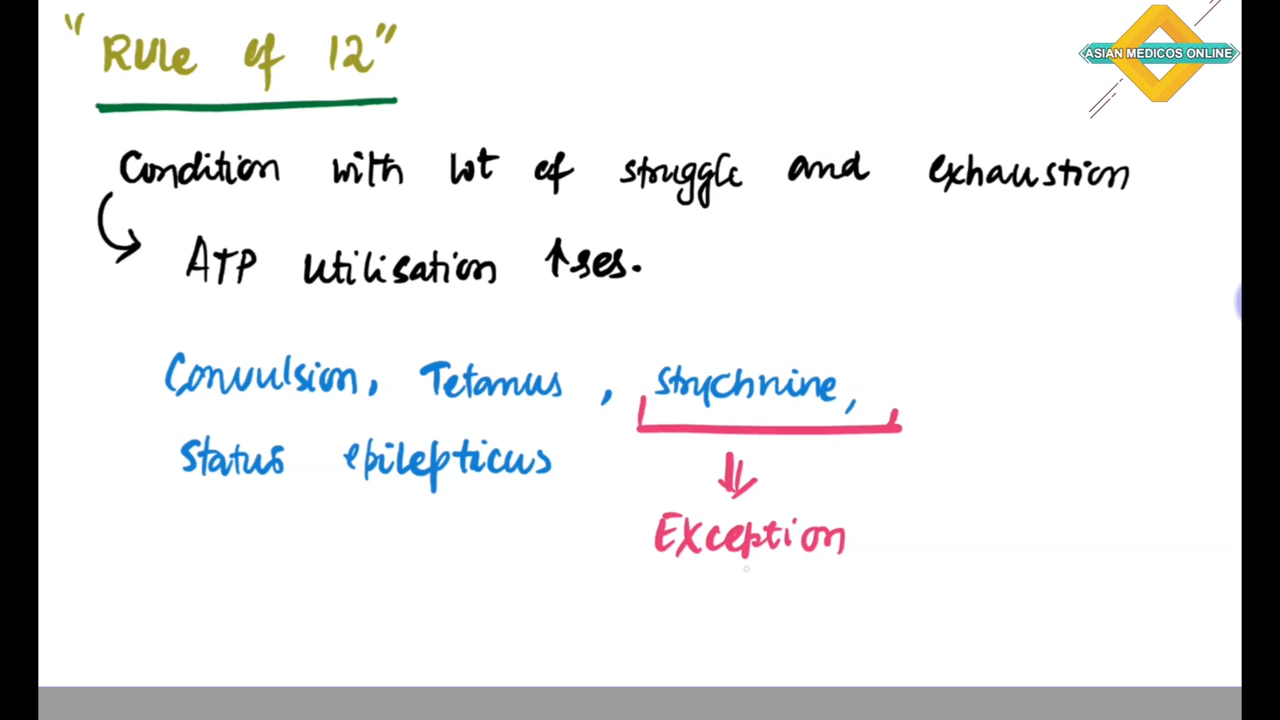 "Rule of 12"
ASIAN MEDICOS ONLINE
Condition with lot of struggle and exhaustion
ATP utilisation ↑ses.
Convulsion, Tetanus, strychnine,
status epilepticus
Exception